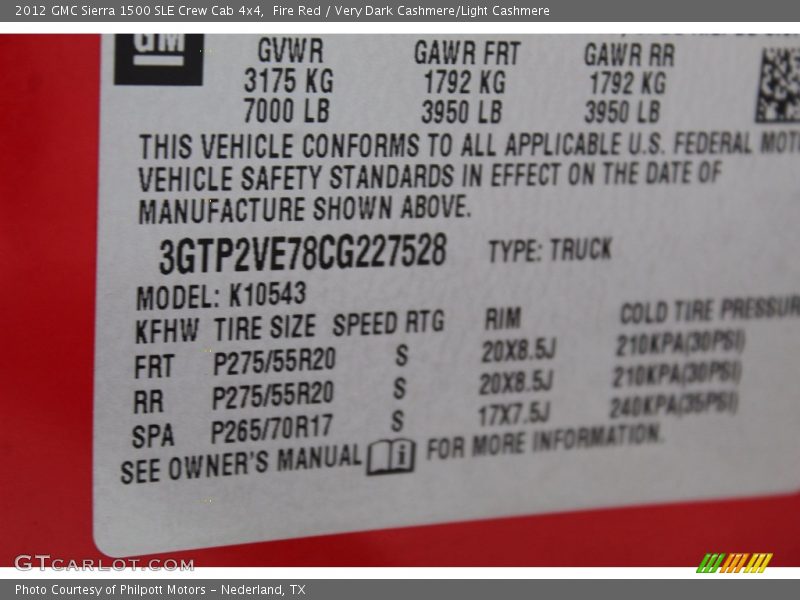 2012 GMC Sierra 1500 SLE Crew Cab 4x4, Fire Red / Very Dark Cashmere/Light Cashmere
GM
GVWR GAWR FRT GAWR RR
3175 KG 1792 KG 1792 KG
7000 LB 3950 LB 3950 LB
THIS VEHICLE CONFORMS TO ALL APPLICABLE U.S. FEDERAL MOT
VEHICLE SAFETY STANDARDS IN EFFECT ON THE DATE OF
MANUFACTURE SHOWN ABOVE.
3GTP2VE78CG227528 TYPE: TRUCK
MODEL: K10543
KFHW TIRE SIZE SPEED RTG RIM COLD TIRE PRESSUR
FRT P275/55R20 S 20X8.5J 210KPA(30PSI)
RR P275/55R20 S 20X8.5J 210KPA(30PSI)
SPA P265/70R17 S 17X7.5J 240KPA(35PSI)
SEE OWNER'S MANUAL i FOR MORE INFORMATION.
GTCARLOT.COM
Photo Courtesy of Philpott Motors – Nederland, TX